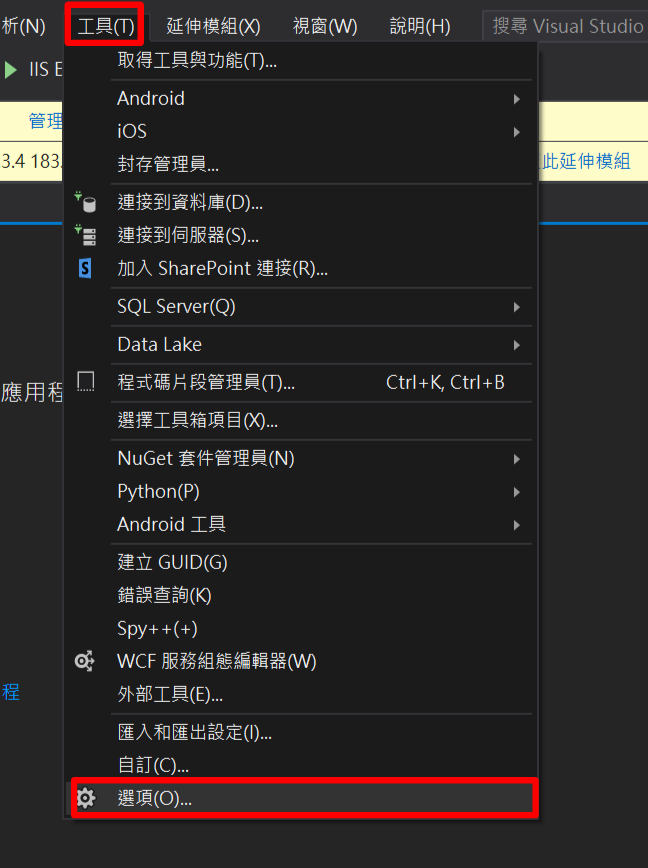 析(N) 工具(T) 延伸模組(X) 視窗(W) 說明(H) 搜尋 Visual Studio
IIS E
取得工具與功能(T)...
Android
管理
iOS
3.4 183. 封存管理員... 此延伸模組
連接到資料庫(D)...
連接到伺服器(S)...
加入 SharePoint 連接(R)...
SQL Server(Q)
Data Lake
應用程
程式碼片段管理員(T)... Ctrl+K, Ctrl+B
選擇工具箱項目(X)...
NuGet 套件管理員(N)
Python(P)
Android 工具
建立 GUID(G)
錯誤查詢(K)
Spy++(+)
WCF 服務組態編輯器(W)
程
外部工具(E)...
匯入和匯出設定(I)...
自訂(C)...
選項(O)...